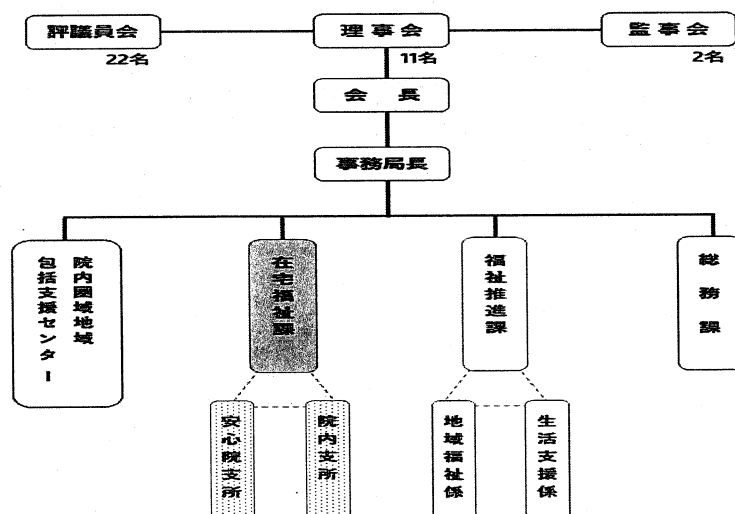 評議員会
理事会
監事会
22名
11名
2名
会長
事務局長
院内圏域地域
包括支援センター
在宅福祉課
福祉推進課
総務課
安心院支所
院内支所
地域福祉係
生活支援係